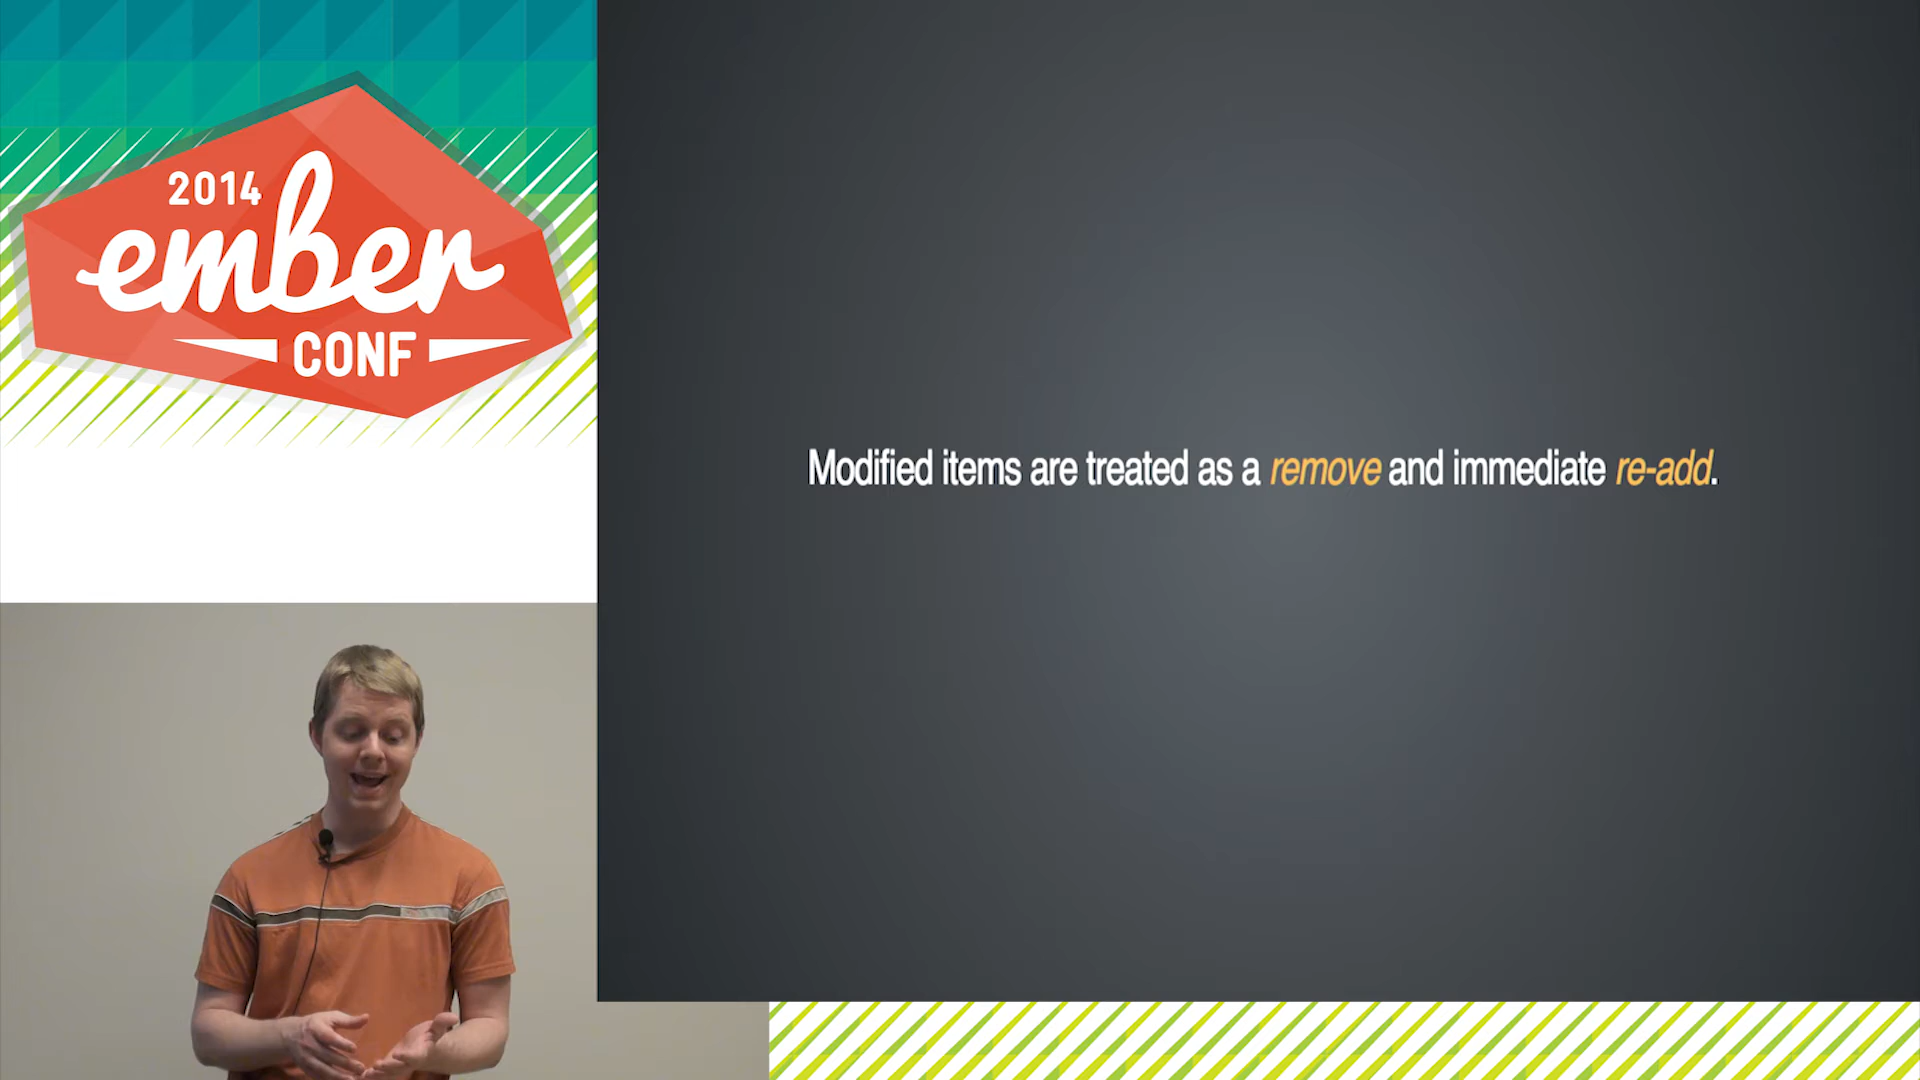 2014
ember
CONF
Modified items are treated as a remove and immediate re-add.